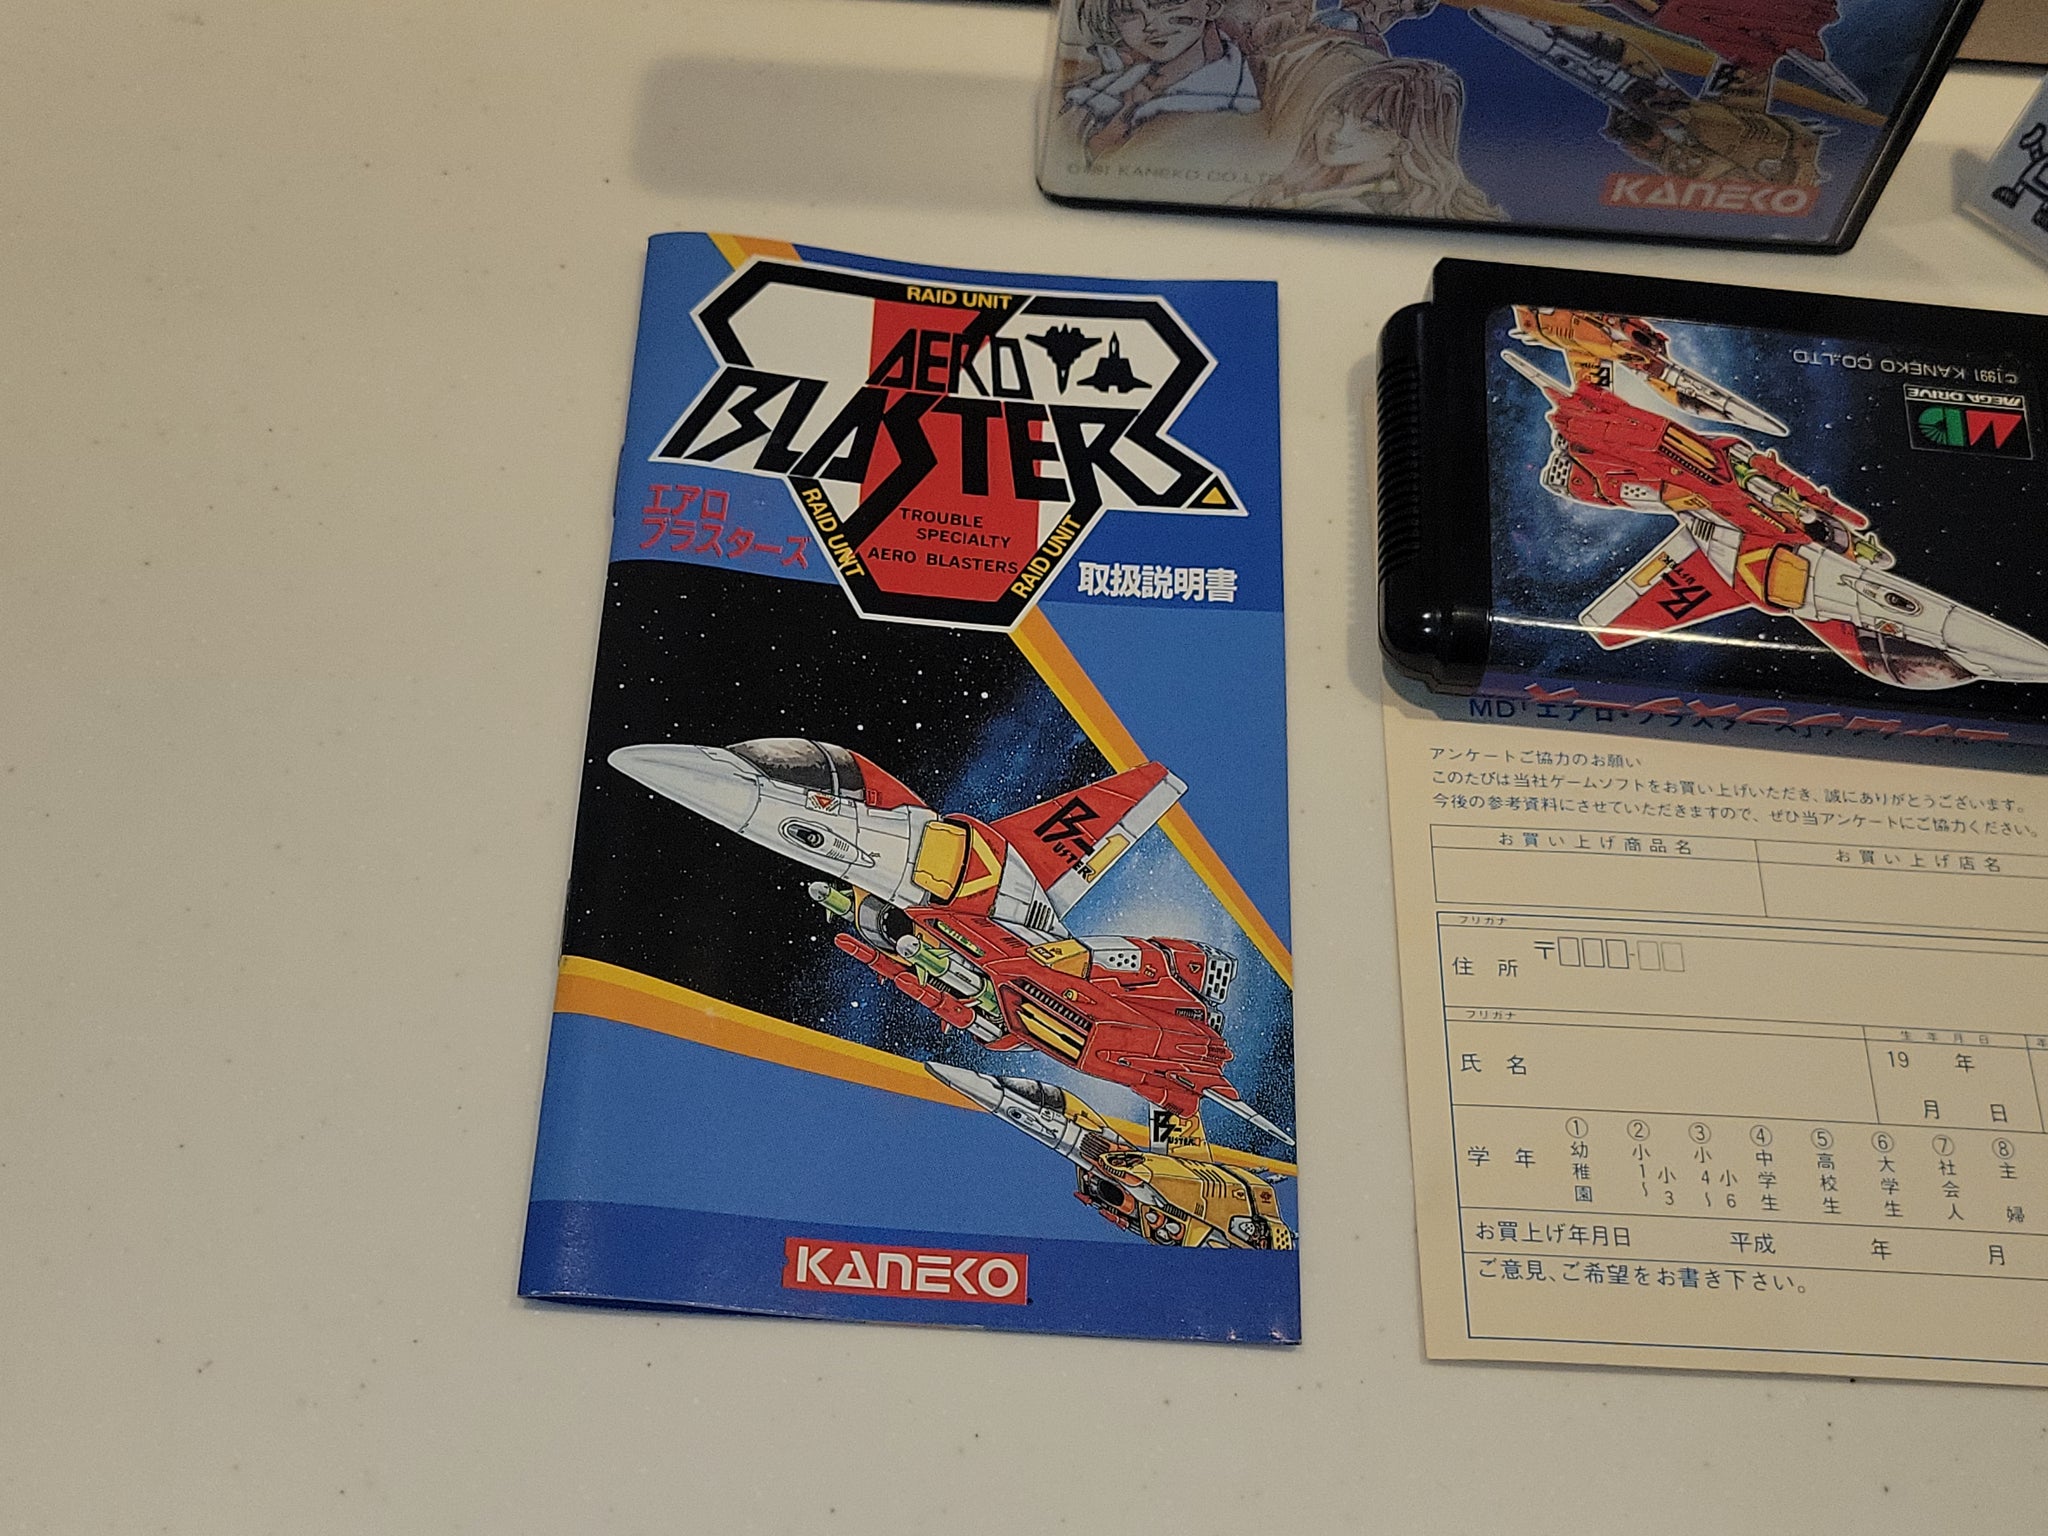 ©1991 KANEKO CO., LTD.
KANEKO
RAID UNIT
AERO
BLASTERS
RAID UNIT
TROUBLE
SPECIALTY
AERO BLASTERS
RAID UNIT
エアロ
ブラスターズ
取扱説明書
B-1
BUSTER
B-2
BUSTER
KANEKO
©1991 KANEKO CO.,LTD.
MEGA DRIVE
B-1
BUSTER
アンケートご協力のお願い
このたびは当社ゲームソフトをお買い上げいただき、誠にありがとうございます。
今後の参考資料にさせていただきますので、ぜひ当アンケートにご協力ください。
お買い上げ商品名
お買い上げ店名
フリガナ
住 所 〒
フリガナ
氏 名
生年月日
19 年
月 日
学 年 ①幼稚園 ②小1〜小3 ③小4〜小6 ④中学生 ⑤高校生 ⑥大学生 ⑦社会人 ⑧主婦
お買上げ年月日 平成 年 月
ご意見、ご希望をお書き下さい。